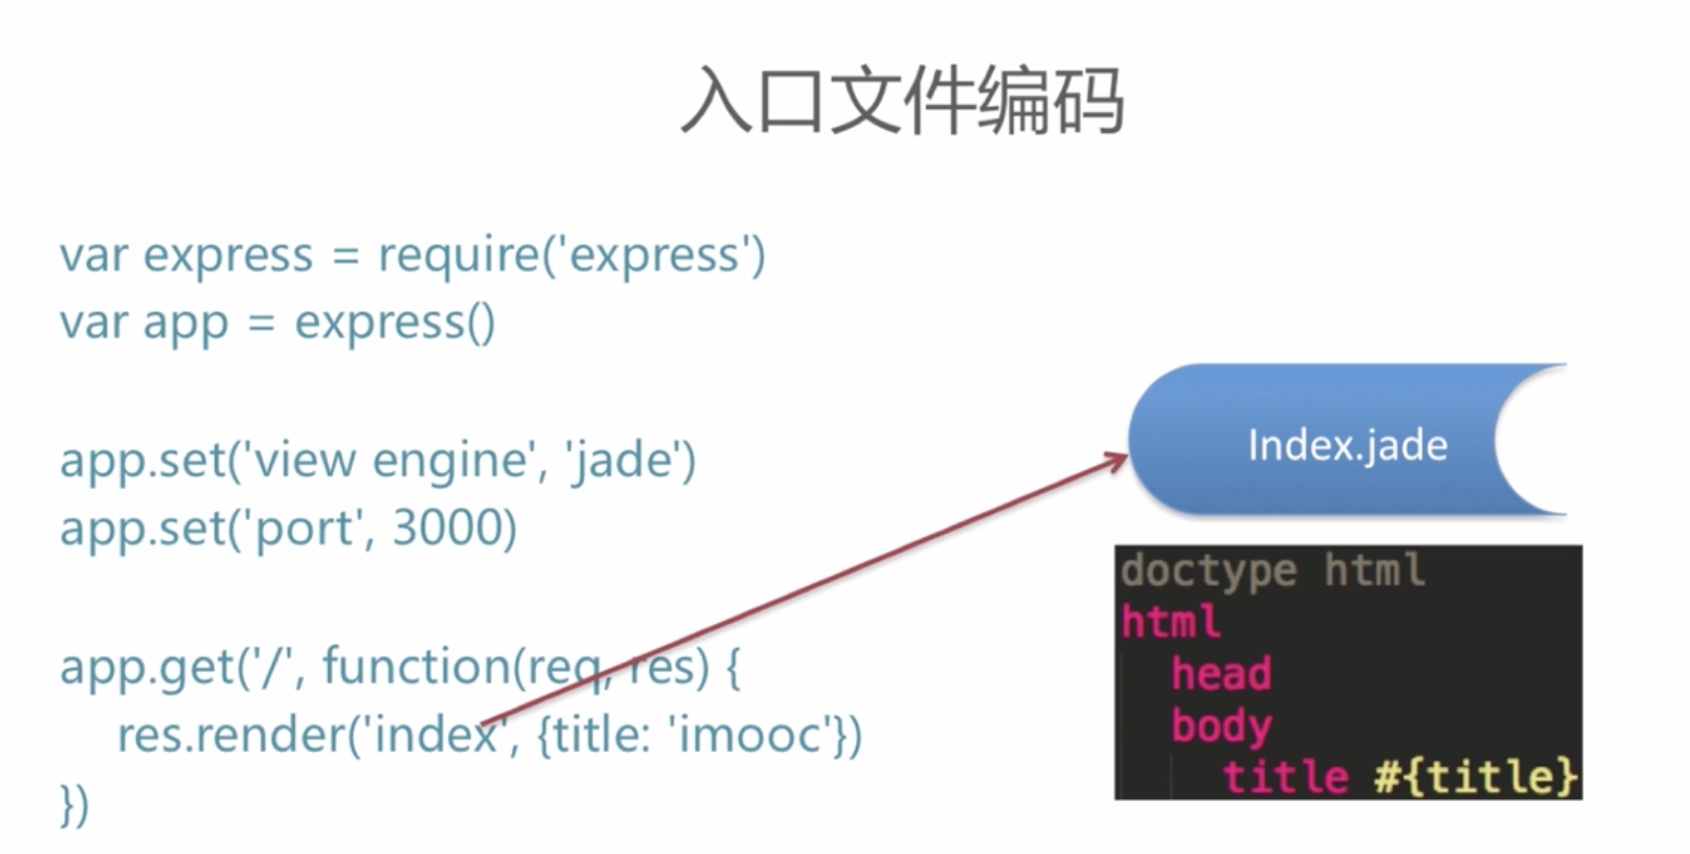 入口文件编码
var express = require('express')
var app = express()
app.set('view engine', 'jade')
app.set('port', 3000)
app.get('/', function(req, res) {
res.render('index', {title: 'imooc'})
})
Index.jade
doctype html
html
head
body
title #{title}